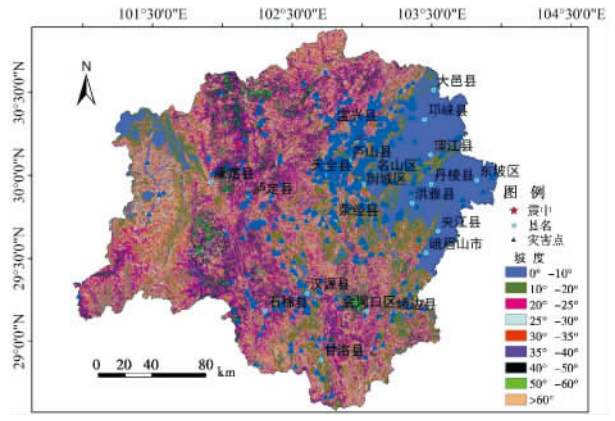 101°30'0"E
102°30'0"E
103°30'0"E
104°30'0"E
30°30'0"N
30°0'0"N
29°30'0"N
29°0'0"N
N
大邑县
邛崃县
宝兴县
蒲江县
芦山县
天全县
名山区
东坡区
康定县
雨城区
丹棱县
泸定县
洪雅县
荥经县
夹江县
峨眉山市
汉源县
石棉县
金河口区
峨边县
甘洛县
图 例
震中
县名
灾害点
坡 度
0° -10°
10° -20°
20° -25°
25° -30°
30° -35°
35° -40°
40° -50°
50° -60°
>60°
0 20 40 80
km